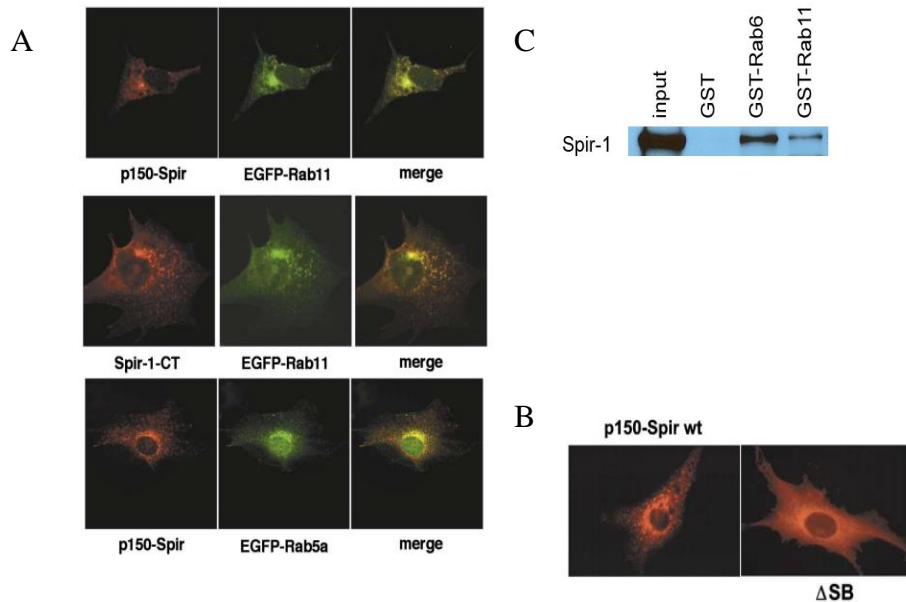 A
p150-Spir EGFP-Rab11 merge
Spir-1-CT EGFP-Rab11 merge
p150-Spir EGFP-Rab5a merge
C
input GST GST-Rab6 GST-Rab11
Spir-1
B
p150-Spir wt
ΔSB